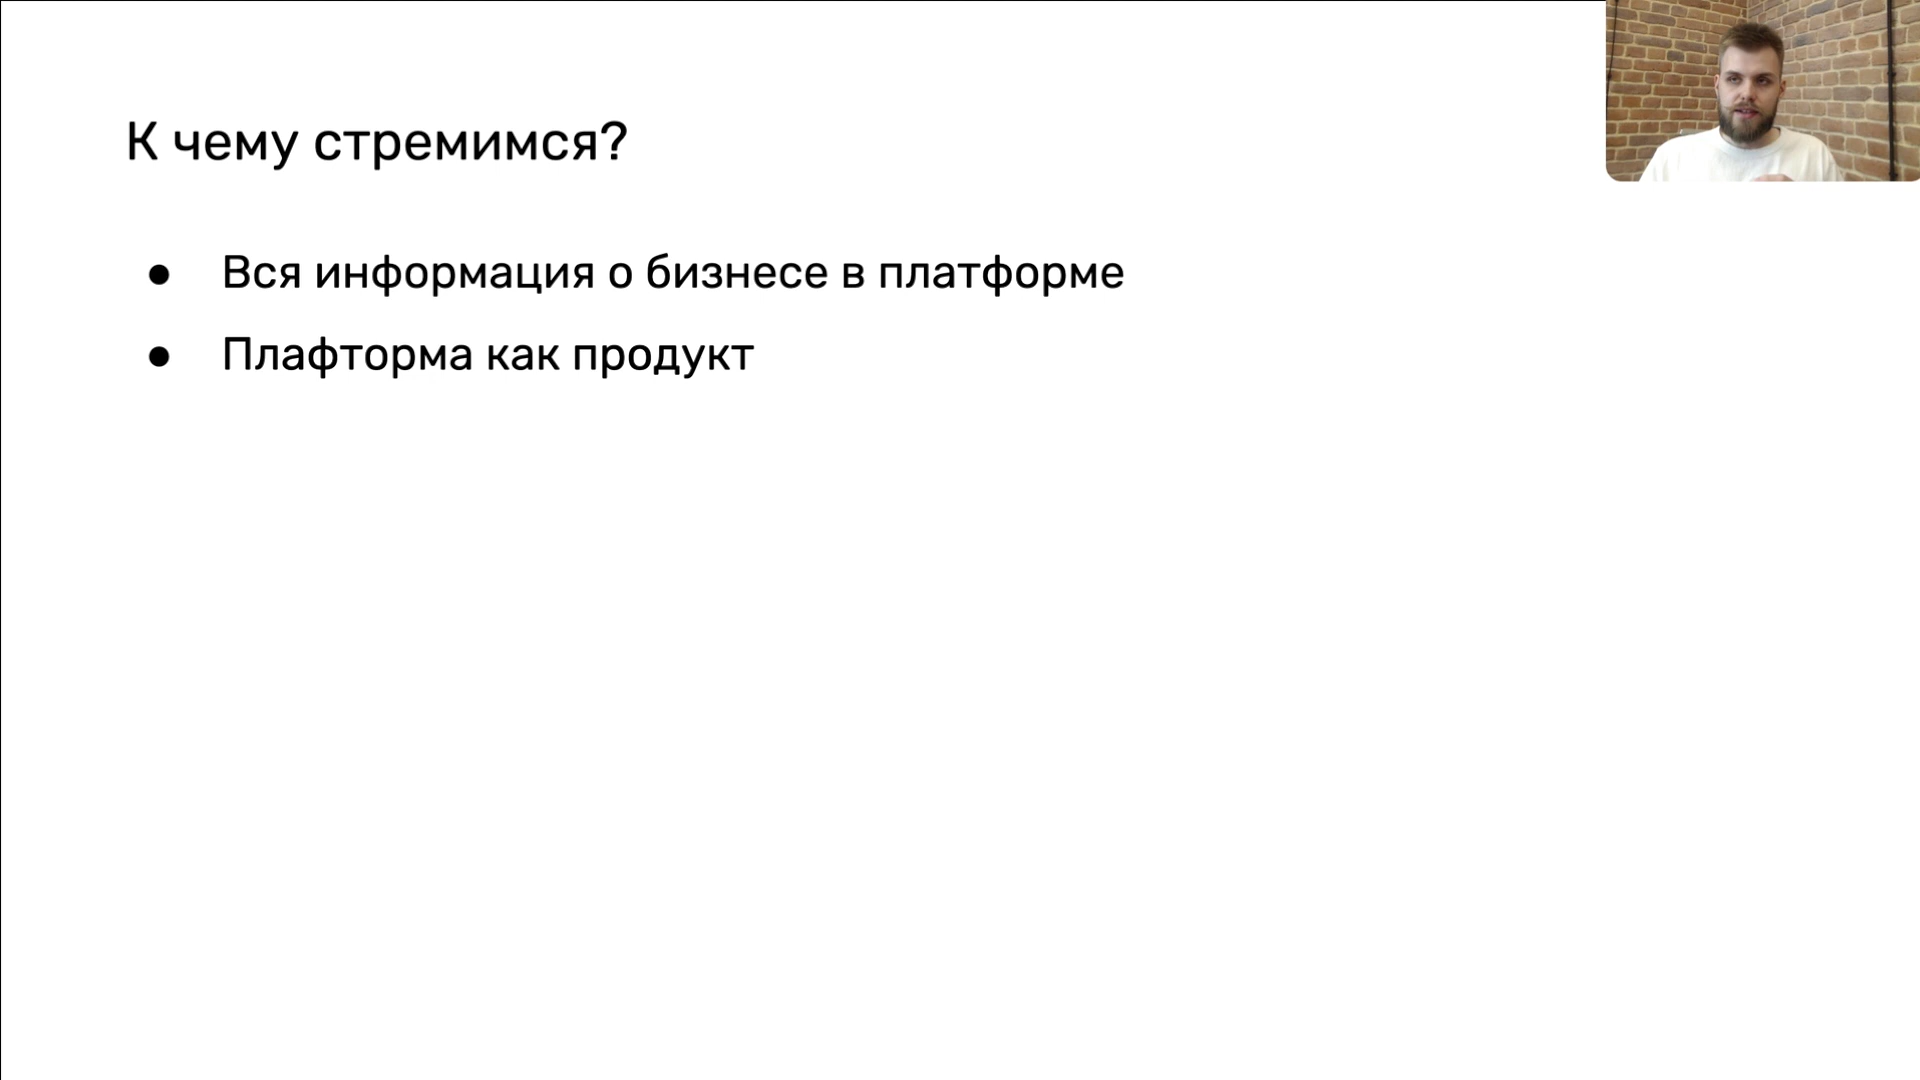 К чему стремимся?
● Вся информация о бизнесе в платформе
● Плафторма как продукт